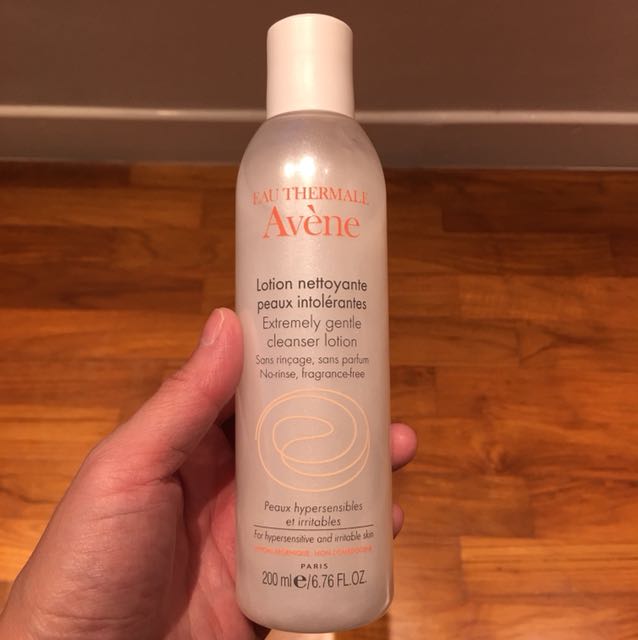 EAU THERMALE
Avène
Lotion nettoyante
peaux intolérantes
Extremely gentle
cleanser lotion
Sans rinçage, sans parfum
No-rinse, fragrance-free
Peaux hypersensibles
et irritables
For hypersensitive and irritable skin
PARIS
200 ml e/6.76 FL.OZ.